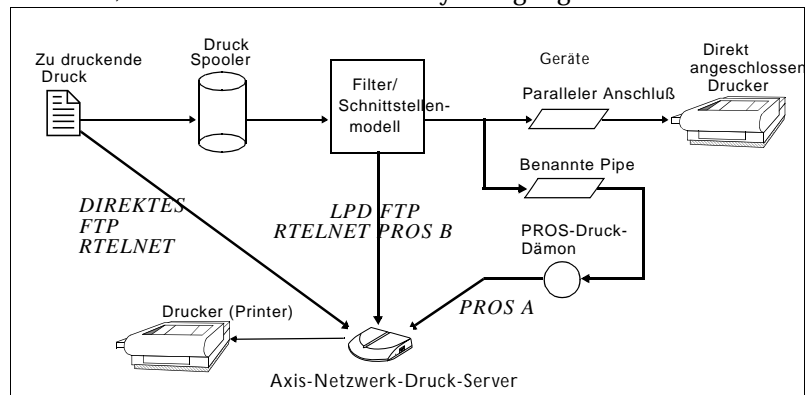 Zu druckende
Druck
Druck
Spooler
Filter/
Schnittstellen-
modell
Geräte
Paralleler Anschluß
Direkt
angeschlossen
Drucker
Benannte Pipe
DIREKTES
FTP
RTELNET
LPD FTP
RTELNET PROS B
PROS-Druck-
Dämon
PROS A
Drucker (Printer)
Axis-Netzwerk-Druck-Server